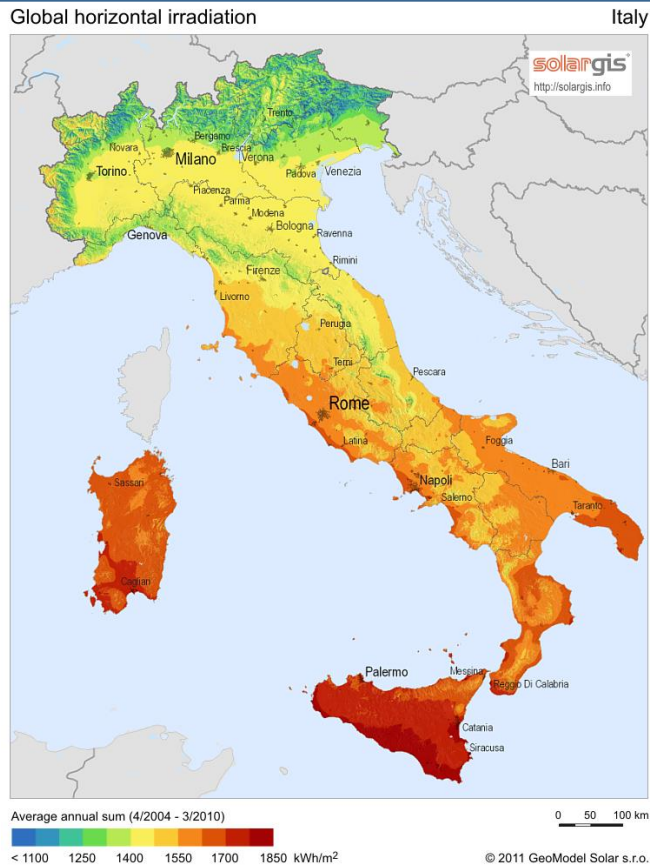 Global horizontal irradiation
Italy
solargis
http://solargis.info
Trento
Bergamo
Novara
Milano
Brescia
Verona
Torino.
Padova
Venezia
Piacenza
Parma
Modena
Bologna
Genova
Ravenna
Rimini
Firenze
Livorno
Perugia
Terni
Pescara
Rome
Latina
Foggia
Bari
Sassari
Napoli
Salerno
Taranto.
Cagliari
Palermo
Messina
Reggio Di Calabria
Catania
Siracusa
Average annual sum (4/2004 - 3/2010)
0 50 100 km
< 1100 1250 1400 1550 1700 1850 kWh/m²
© 2011 GeoModel Solar s.r.o.